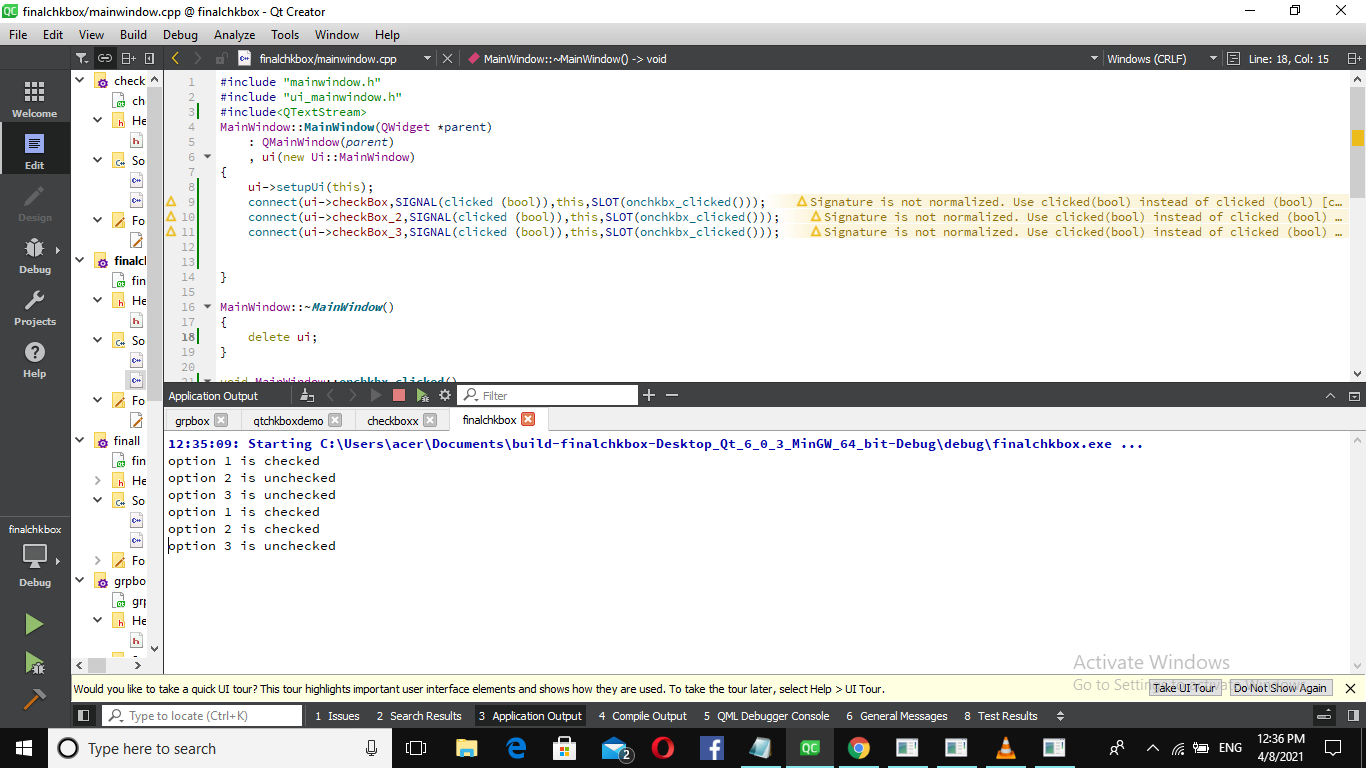 finalchkbox/mainwindow.cpp @ finalchkbox - Qt Creator
File Edit View Build Debug Analyze Tools Window Help
finalchkbox/mainwindow.cpp MainWindow::~MainWindow() -> void Windows (CRLF) Line: 18, Col: 15
Welcome
Edit
Design
Debug
Projects
Help
finalchkbox
Debug
check
ch
He
So
Fo
finalcl
fin
He
So
Fo
finall
fin
He
So
Fo
grpbo
grp
He
1 #include "mainwindow.h"
2 #include "ui_mainwindow.h"
3 #include<QTextStream>
4 MainWindow::MainWindow(QWidget *parent)
5 : QMainWindow(parent)
6 , ui(new Ui::MainWindow)
7 {
8 ui->setupUi(this);
9 connect(ui->checkBox,SIGNAL(clicked (bool)),this,SLOT(onchkbx_clicked())); Signature is not normalized. Use clicked(bool) instead of clicked (bool) [c...
10 connect(ui->checkBox_2,SIGNAL(clicked (bool)),this,SLOT(onchkbx_clicked())); Signature is not normalized. Use clicked(bool) instead of clicked (bool) ...
11 connect(ui->checkBox_3,SIGNAL(clicked (bool)),this,SLOT(onchkbx_clicked())); Signature is not normalized. Use clicked(bool) instead of clicked (bool) ...
12
13
14 }
15
16 MainWindow::~MainWindow()
17 {
18 delete ui;
19 }
20
21 void MainWindow::onchkbx_clicked()
Application Output Filter
grpbox qtchkboxdemo checkboxx finalchkbox
12:35:09: Starting C:\Users\acer\Documents\build-finalchkbox-Desktop_Qt_6_0_3_MinGW_64_bit-Debug\debug\finalchkbox.exe ...
option 1 is checked
option 2 is unchecked
option 3 is unchecked
option 1 is checked
option 2 is checked
option 3 is unchecked
Activate Windows
Would you like to take a quick UI tour? This tour highlights important user interface elements and shows how they are used. To take the tour later, select Help > UI Tour. Go to Settin Take UI Tour Do Not Show Again
Type to locate (Ctrl+K) 1 Issues 2 Search Results 3 Application Output 4 Compile Output 5 QML Debugger Console 6 General Messages 8 Test Results
Type here to search 2 QC ENG 12:36 PM
4/8/2021